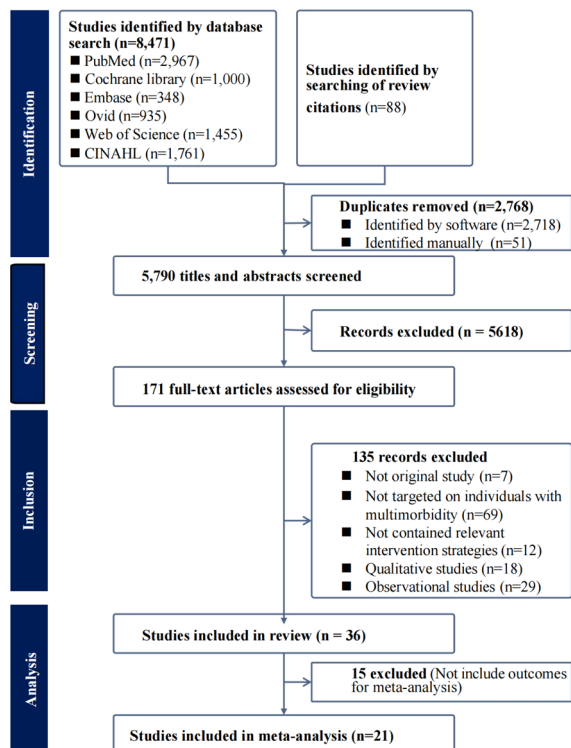 Identification
Studies identified by database
search (n=8,471)
■ PubMed (n=2,967)
■ Cochrane library (n=1,000)
■ Embase (n=348)
■ Ovid (n=935)
■ Web of Science (n=1,455)
■ CINAHL (n=1,761)
Studies identified by
searching of review
citations (n=88)
Duplicates removed (n=2,768)
■ Identified by software (n=2,718)
■ Identified manually (n=51)
Screening
5,790 titles and abstracts screened
Records excluded (n = 5618)
171 full-text articles assessed for eligibility
Inclusion
135 records excluded
■ Not original study (n=7)
■ Not targeted on individuals with
multimorbidity (n=69)
■ Not contained relevant
intervention strategies (n=12)
■ Qualitative studies (n=18)
■ Observational studies (n=29)
Analysis
Studies included in review (n = 36)
15 excluded (Not include outcomes
for meta-analysis)
Studies included in meta-analysis (n=21)